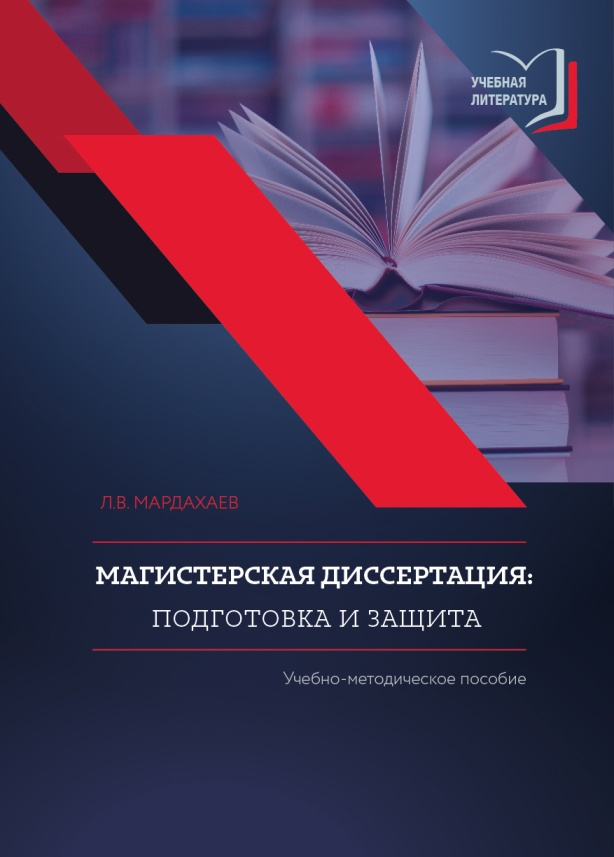 УЧЕБНАЯ
ЛИТЕРАТУРА
Л.В. МАРДАХАЕВ
МАГИСТЕРСКАЯ ДИССЕРТАЦИЯ:
ПОДГОТОВКА И ЗАЩИТА
Учебно-методическое пособие